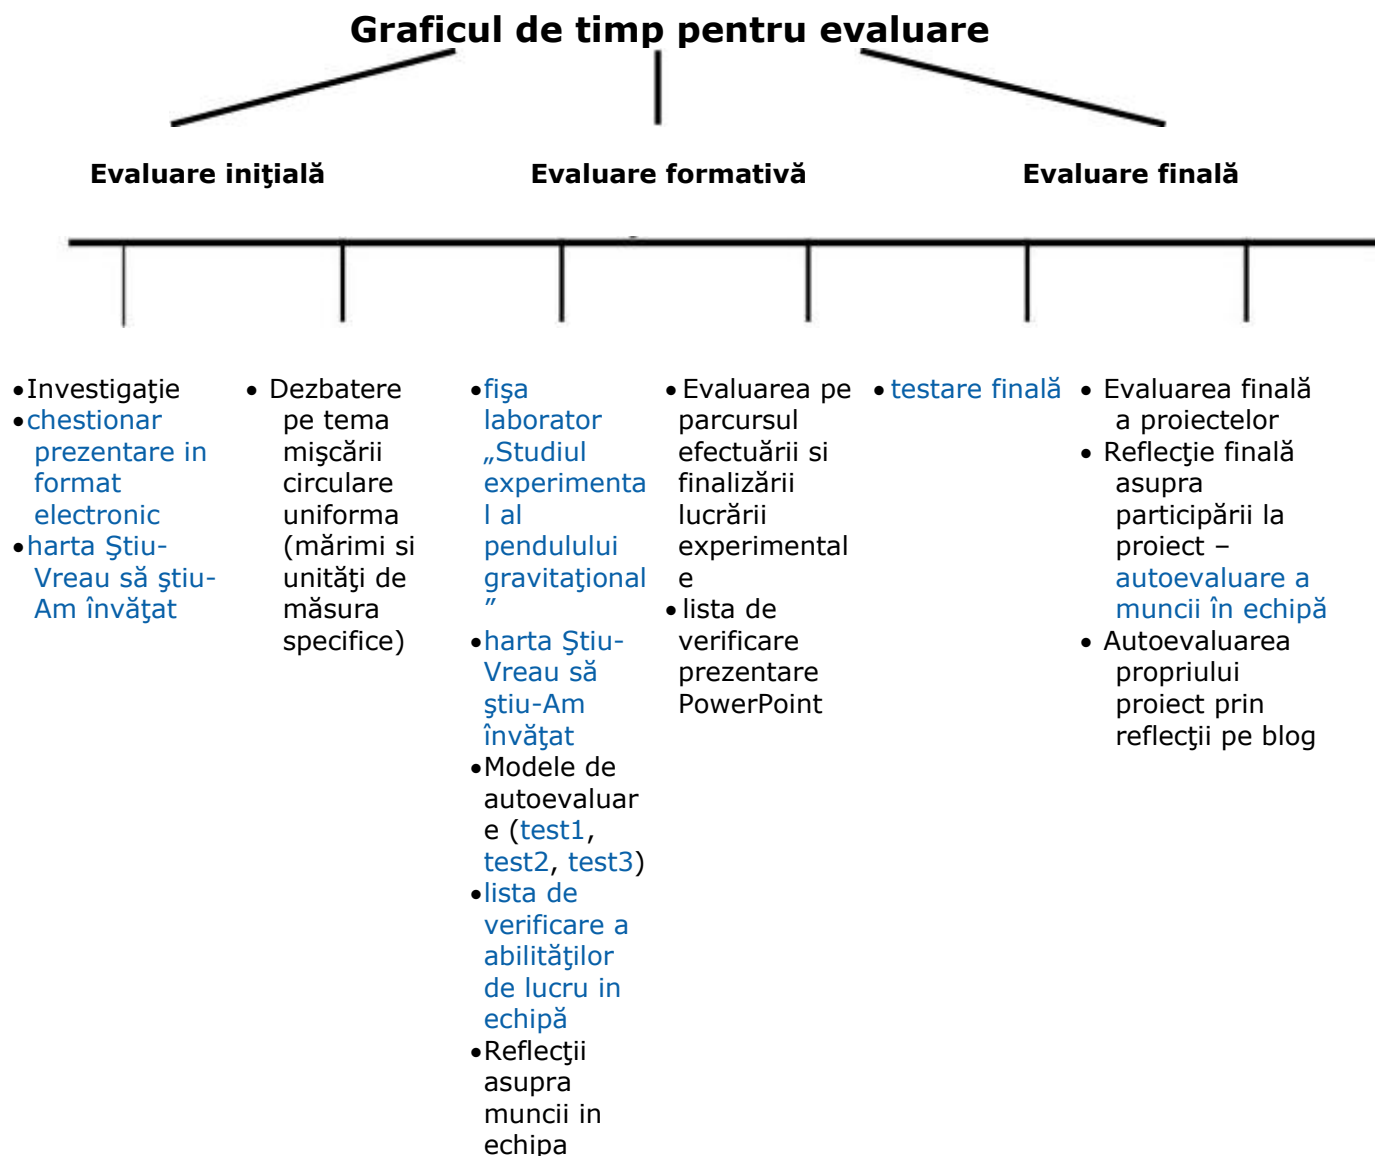 Graficul de timp pentru evaluare
Evaluare iniţială
Evaluare formativă
Evaluare finală
•Investigaţie
•chestionar
prezentare in
format
electronic
•harta Ştiu-
Vreau să ştiu-
Am învăţat
• Dezbatere
pe tema
mişcării
circulare
uniforma
(mărimi si
unităţi de
măsura
specifice)
•fişa
laborator
„Studiul
experimenta
l al
pendulului
gravitaţional
”
•harta Ştiu-
Vreau să
ştiu-Am
învăţat
•Modele de
autoevaluar
e (test1,
test2, test3)
•lista de
verificare a
abilităţilor
de lucru in
echipă
•Reflecţii
asupra
muncii in
echipa
• Evaluarea pe
parcursul
efectuării si
finalizării
lucrării
experimental
e
• lista de
verificare
prezentare
PowerPoint
• testare finală
• Evaluarea finală
a proiectelor
• Reflecţie finală
asupra
participării la
proiect –
autoevaluare a
muncii în echipă
• Autoevaluarea
propriului
proiect prin
reflecţii pe blog